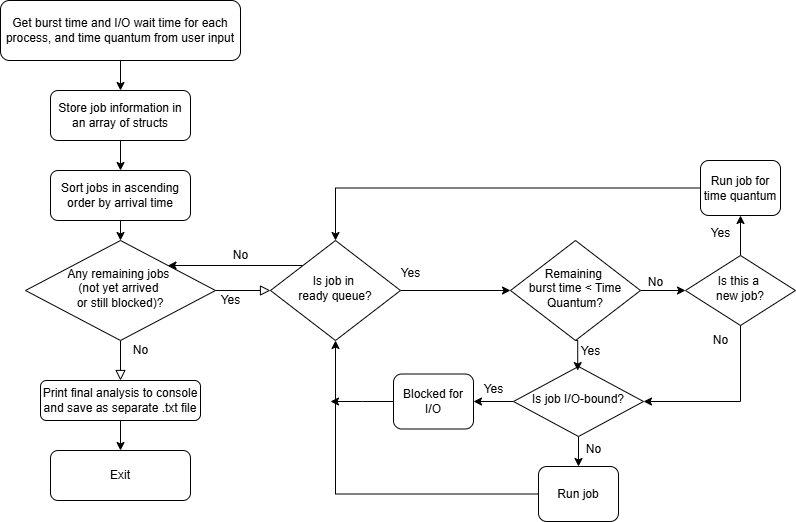 Get burst time and I/O wait time for each
process, and time quantum from user input
Store job information in
an array of structs
Sort jobs in ascending
order by arrival time
Any remaining jobs
(not yet arrived
or still blocked)?
Yes
No
Print final analysis to console
and save as separate .txt file
Exit
No
Is job in
ready queue?
Yes
Remaining
burst time < Time
Quantum?
No
Yes
Is this a
new job?
Yes
No
Run job for
time quantum
Is job I/O-bound?
Yes
No
Blocked for
I/O
Run job